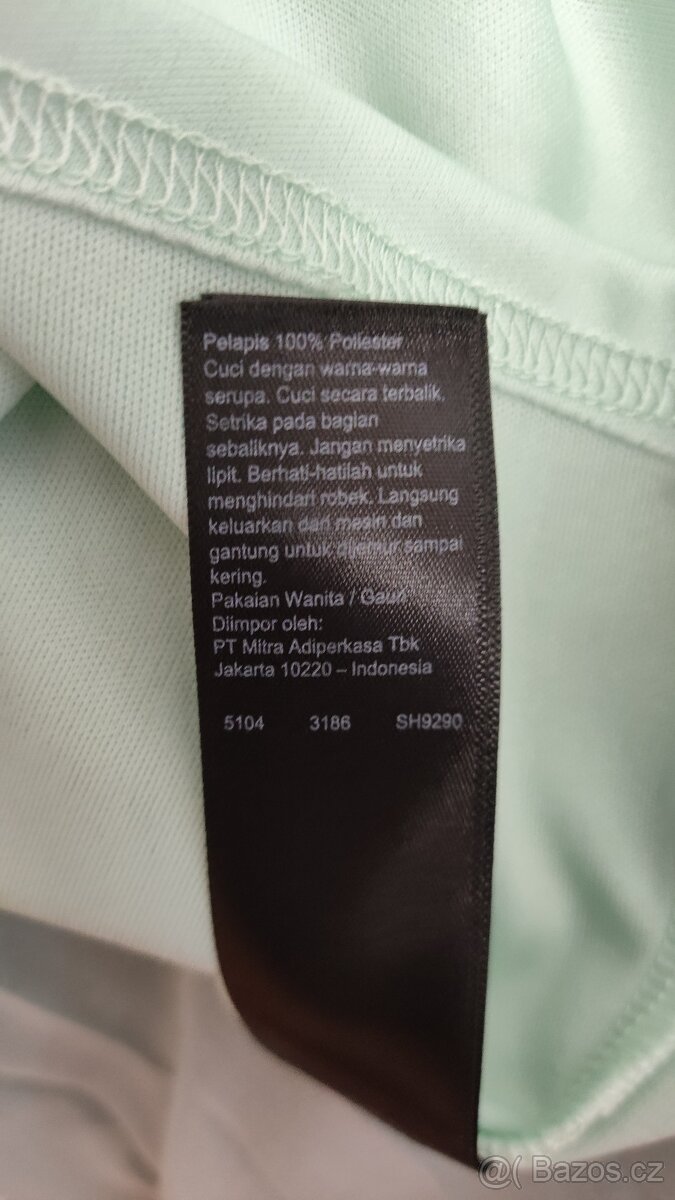 Pelapis 100% Poliester
Cuci dengan warna-warna
serupa. Cuci secara terbalik.
Setrika pada bagian
sebaliknya. Jangan menyetrika
lipit. Berhati-hatilah untuk
menghindari robek. Langsung
keluarkan dari mesin dan
gantung untuk dijemur sampai
kering.
Pakaian Wanita / Gaun
Diimpor oleh:
PT Mitra Adiperkasa Tbk
Jakarta 10220 – Indonesia
5104 3186 SH9290
Bazos.cz